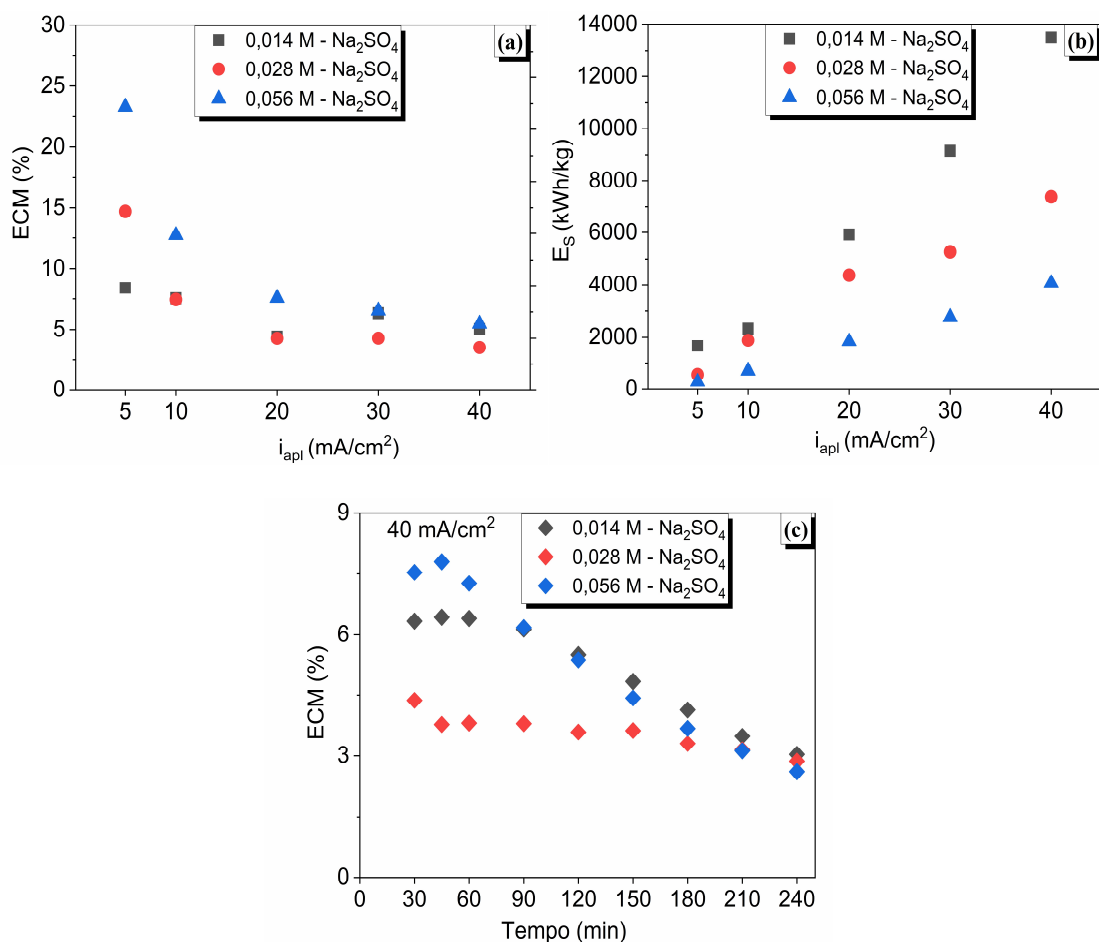 (a)
0,014 M - Na₂SO₄
0,028 M - Na₂SO₄
0,056 M - Na₂SO₄
30
25
20
15
10
5
0
ECM (%)
5 10 20 30 40
i_apl (mA/cm²)
(b)
0,014 M - Na₂SO₄
0,028 M - Na₂SO₄
0,056 M - Na₂SO₄
14000
12000
10000
8000
6000
4000
2000
0
E_S (kWh/kg)
5 10 20 30 40
i_apl (mA/cm²)
(c)
40 mA/cm²
0,014 M - Na₂SO₄
0,028 M - Na₂SO₄
0,056 M - Na₂SO₄
9
6
3
0
ECM (%)
0 30 60 90 120 150 180 210 240
Tempo (min)